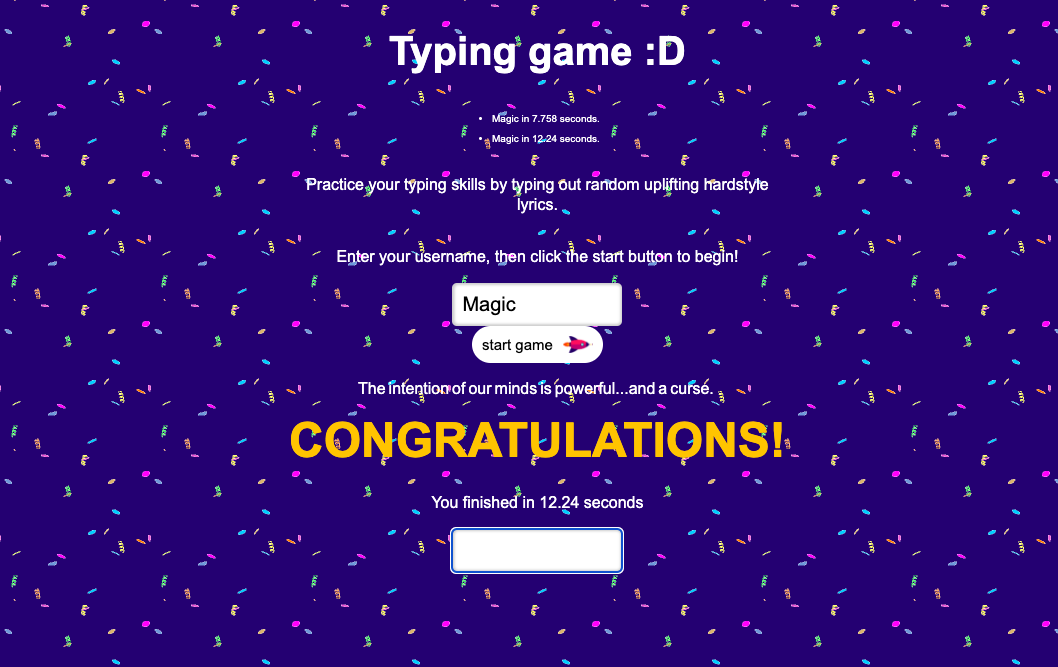 Typing game :D
Magic in 7.758 seconds.
Magic in 12.24 seconds.
Practice your typing skills by typing out random uplifting hardstyle
lyrics.
Enter your username, then click the start button to begin!
Magic
start game
The intention of our minds is powerful...and a curse.
CONGRATULATIONS!
You finished in 12.24 seconds